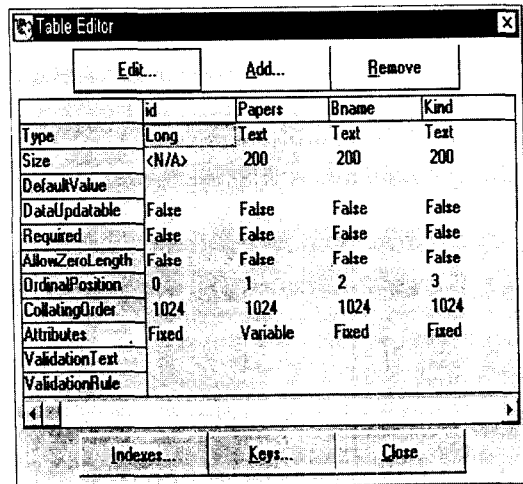 Table Editor
Edit... Add... Remove
id Papers Bname Kind
Type Long Text Text Text
Size <N/A> 200 200 200
DefaultValue
DataUpdatable False False False False
Required False False False False
AllowZeroLength False False False False
OrdinalPosition 0 1 2 3
CollatingOrder 1024 1024 1024 1024
Attributes Fixed Variable Fixed Fixed
ValidationText
ValidationRule
Indexes... Keys... Close